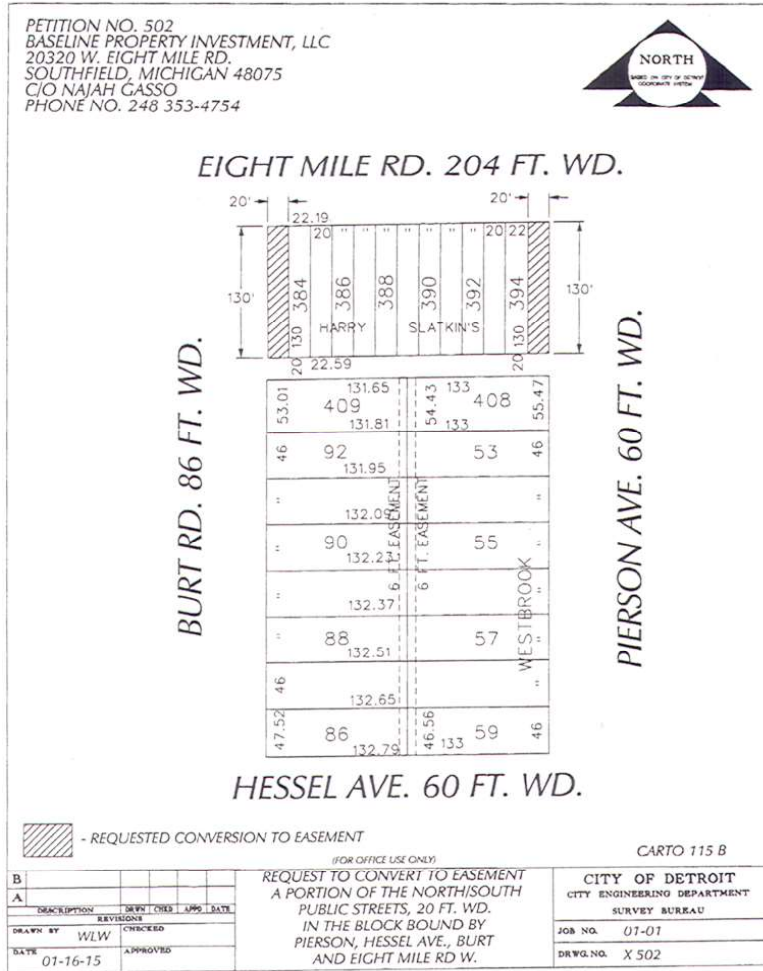 PETITION NO. 502
BASELINE PROPERTY INVESTMENT, LLC
20320 W. EIGHT MILE RD.
SOUTHFIELD, MICHIGAN 48075
C/O NAJAH GASSO
PHONE NO. 248 353-4754
NORTH
BASED ON CITY OF DETROIT
COORDINATE SYSTEM
EIGHT MILE RD. 204 FT. WD.
20' 20'
22.19
20 " " " " " " " 20 22
130' 384 386 388 390 392 394 130'
HARRY SLATKIN'S
20 130 22.59 20 130
BURT RD. 86 FT. WD.
PIERSON AVE. 60 FT. WD.
53.01 409 131.65 54.43 133 408 55.47
131.81 133
46 92 53 46
131.95
" 132.09 "
" 90 55 "
132.23
6 FT. EASEMENT 6 FT. EASEMENT
WESTBROOK
" 132.37 "
" 88 57 "
132.51
46 132.65 "
47.52 86 46.56 133 59 46
132.79
HESSEL AVE. 60 FT. WD.
- REQUESTED CONVERSION TO EASEMENT
CARTO 115 B
(FOR OFFICE USE ONLY)
B
A
DESCRIPTION DRWN CHKD APPD DATE
REVISIONS
DRAWN BY WLW CHECKED
DATE 01-16-15 APPROVED
REQUEST TO CONVERT TO EASEMENT
A PORTION OF THE NORTH/SOUTH
PUBLIC STREETS, 20 FT. WD.
IN THE BLOCK BOUND BY
PIERSON, HESSEL AVE., BURT
AND EIGHT MILE RD W.
CITY OF DETROIT
CITY ENGINEERING DEPARTMENT
SURVEY BUREAU
JOB NO. 01-01
DRWG. NO. X 502